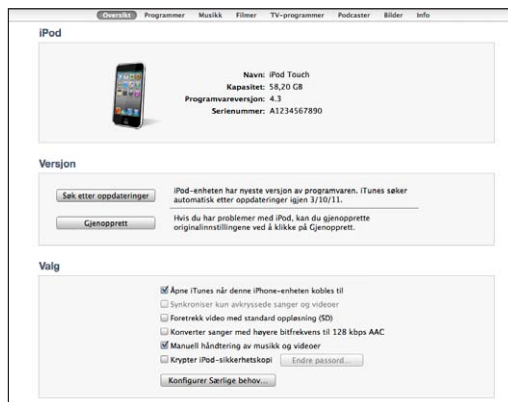 Oversikt Programmer Musikk Filmer TV-programmer Podcaster Bilder Info
iPod
Navn: iPod Touch
Kapasitet: 58,20 GB
Programvareversjon: 4.3
Serienummer: A1234567890
Versjon
Søk etter oppdateringer
iPod-enheten har nyeste versjon av programvaren. iTunes søker
automatisk etter oppdateringer igjen 3/10/11.
Gjenopprett
Hvis du har problemer med iPod, kan du gjenopprette
originalinnstillingene ved å klikke på Gjenopprett.
Valg
Åpne iTunes når denne iPhone-enheten kobles til
Synkroniser kun avkryssede sanger og videoer
Foretrekk video med standard oppløsning (SD)
Konverter sanger med høyere bitfrekvens til 128 kbps AAC
Manuell håndtering av musikk og videoer
Krypter iPod-sikkerhetskopi Endre passord...
Konfigurer Særlige behov...